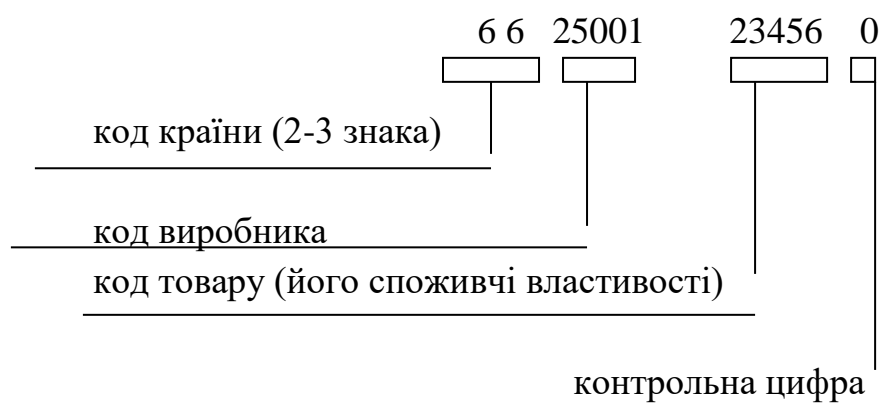 6 6 25001 23456 0
код країни (2-3 знака)
код виробника
код товару (його споживчі властивості)
контрольна цифра